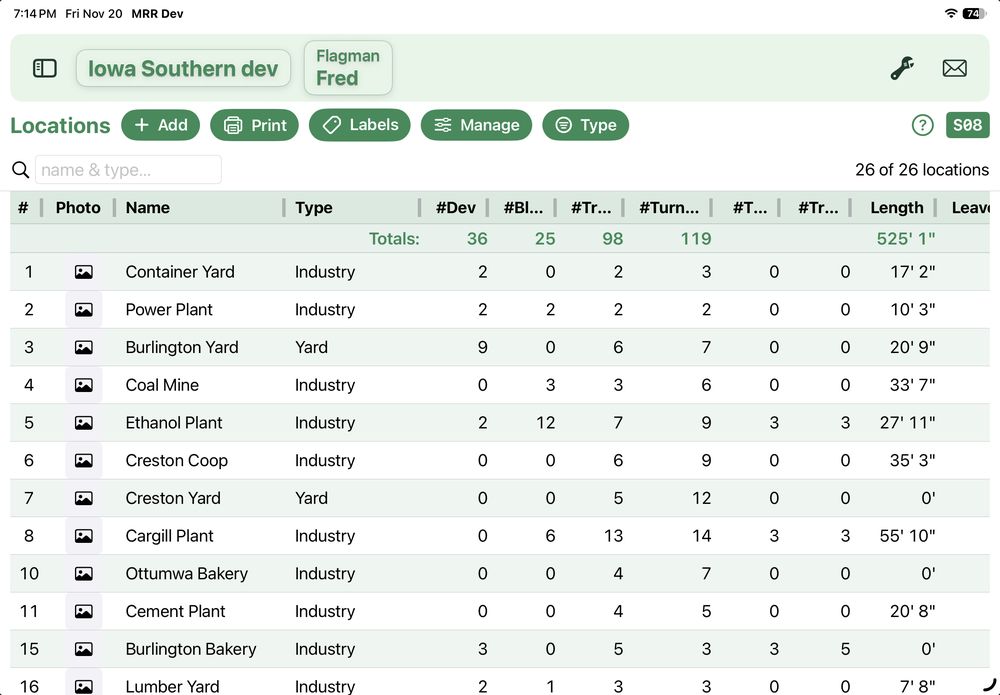 7:14 PM Fri Nov 20 MRR Dev 74
Iowa Southern dev
Flagman
Fred
Locations + Add Print Labels Manage Type ? S08
name & type... 26 of 26 locations
# Photo Name Type #Dev #Bl... #Tr... #Turn... #T... #Tr... Length Leave
Totals: 36 25 98 119 525' 1"
1 Container Yard Industry 2 0 2 3 0 0 17' 2"
2 Power Plant Industry 2 2 2 2 0 0 10' 3"
3 Burlington Yard Yard 9 0 6 7 0 0 20' 9"
4 Coal Mine Industry 0 3 3 6 0 0 33' 7"
5 Ethanol Plant Industry 2 12 7 9 3 3 27' 11"
6 Creston Coop Industry 0 0 6 9 0 0 35' 3"
7 Creston Yard Yard 0 0 5 12 0 0 0'
8 Cargill Plant Industry 0 6 13 14 3 3 55' 10"
10 Ottumwa Bakery Industry 0 0 4 7 0 0 0'
11 Cement Plant Industry 0 0 4 5 0 0 20' 8"
15 Burlington Bakery Industry 3 0 5 3 3 5 0'
16 Lumber Yard Industry 2 1 3 3 0 0 7' 8"